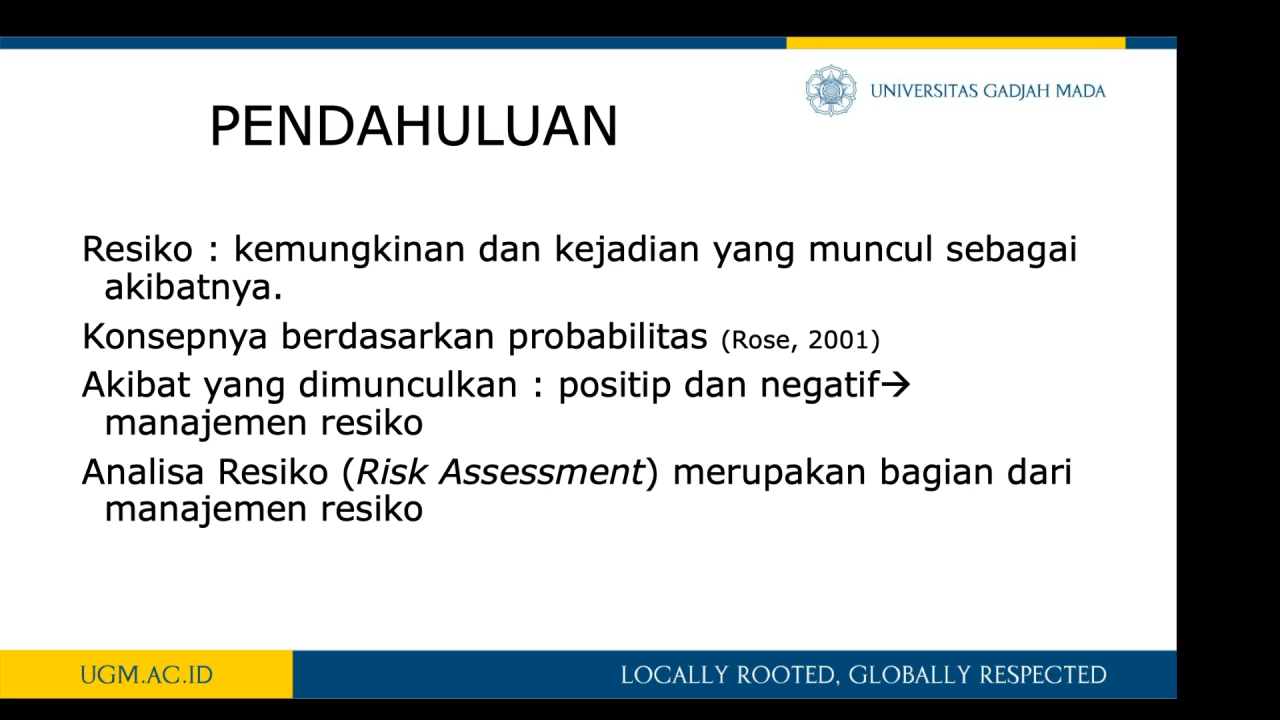 UNIVERSITAS GADJAH MADA
PENDAHULUAN
Resiko : kemungkinan dan kejadian yang muncul sebagai
akibatnya.
Konsepnya berdasarkan probabilitas (Rose, 2001)
Akibat yang dimunculkan : positip dan negatif→
manajemen resiko
Analisa Resiko (Risk Assessment) merupakan bagian dari
manajemen resiko
UGM.AC.ID
LOCALLY ROOTED, GLOBALLY RESPECTED